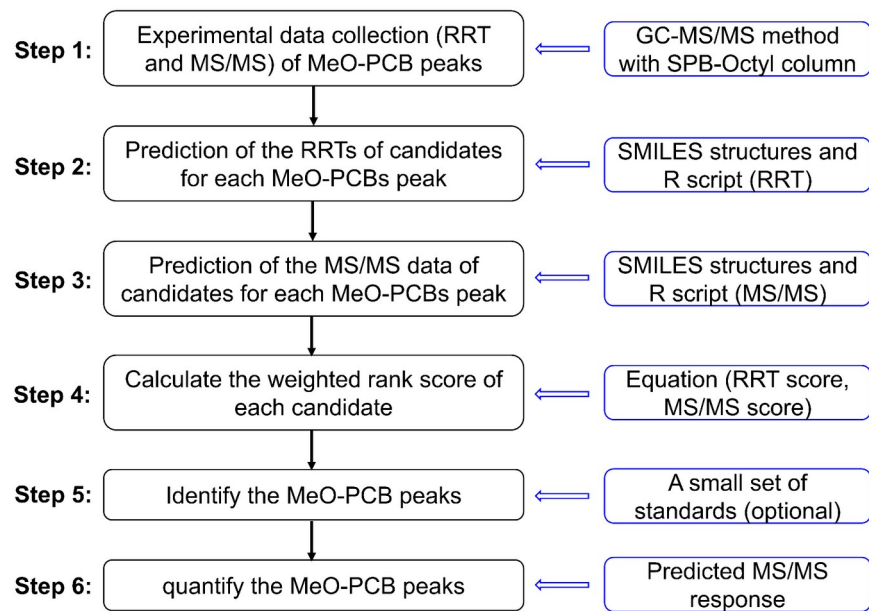 Step 1:
Experimental data collection (RRT
and MS/MS) of MeO-PCB peaks
GC-MS/MS method
with SPB-Octyl column
Step 2:
Prediction of the RRTs of candidates
for each MeO-PCBs peak
SMILES structures and
R script (RRT)
Step 3:
Prediction of the MS/MS data of
candidates for each MeO-PCBs peak
SMILES structures and
R script (MS/MS)
Step 4:
Calculate the weighted rank score of
each candidate
Equation (RRT score,
MS/MS score)
Step 5:
Identify the MeO-PCB peaks
A small set of
standards (optional)
Step 6:
quantify the MeO-PCB peaks
Predicted MS/MS
response